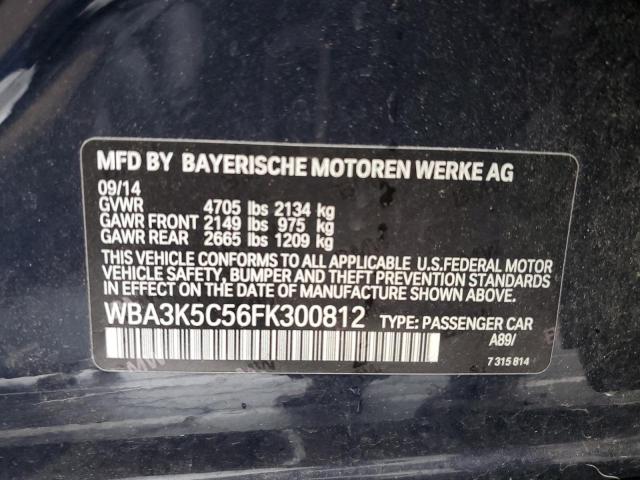 MFD BY BAYERISCHE MOTOREN WERKE AG
09/14
GVWR 4705 lbs 2134 kg
GAWR FRONT 2149 lbs 975 kg
GAWR REAR 2665 lbs 1209 kg
THIS VEHICLE CONFORMS TO ALL APPLICABLE U.S.FEDERAL MOTOR
VEHICLE SAFETY, BUMPER AND THEFT PREVENTION STANDARDS
IN EFFECT ON THE DATE OF MANUFACTURE SHOWN ABOVE.
WBA3K5C56FK300812 TYPE: PASSENGER CAR
A89/
7 315 814